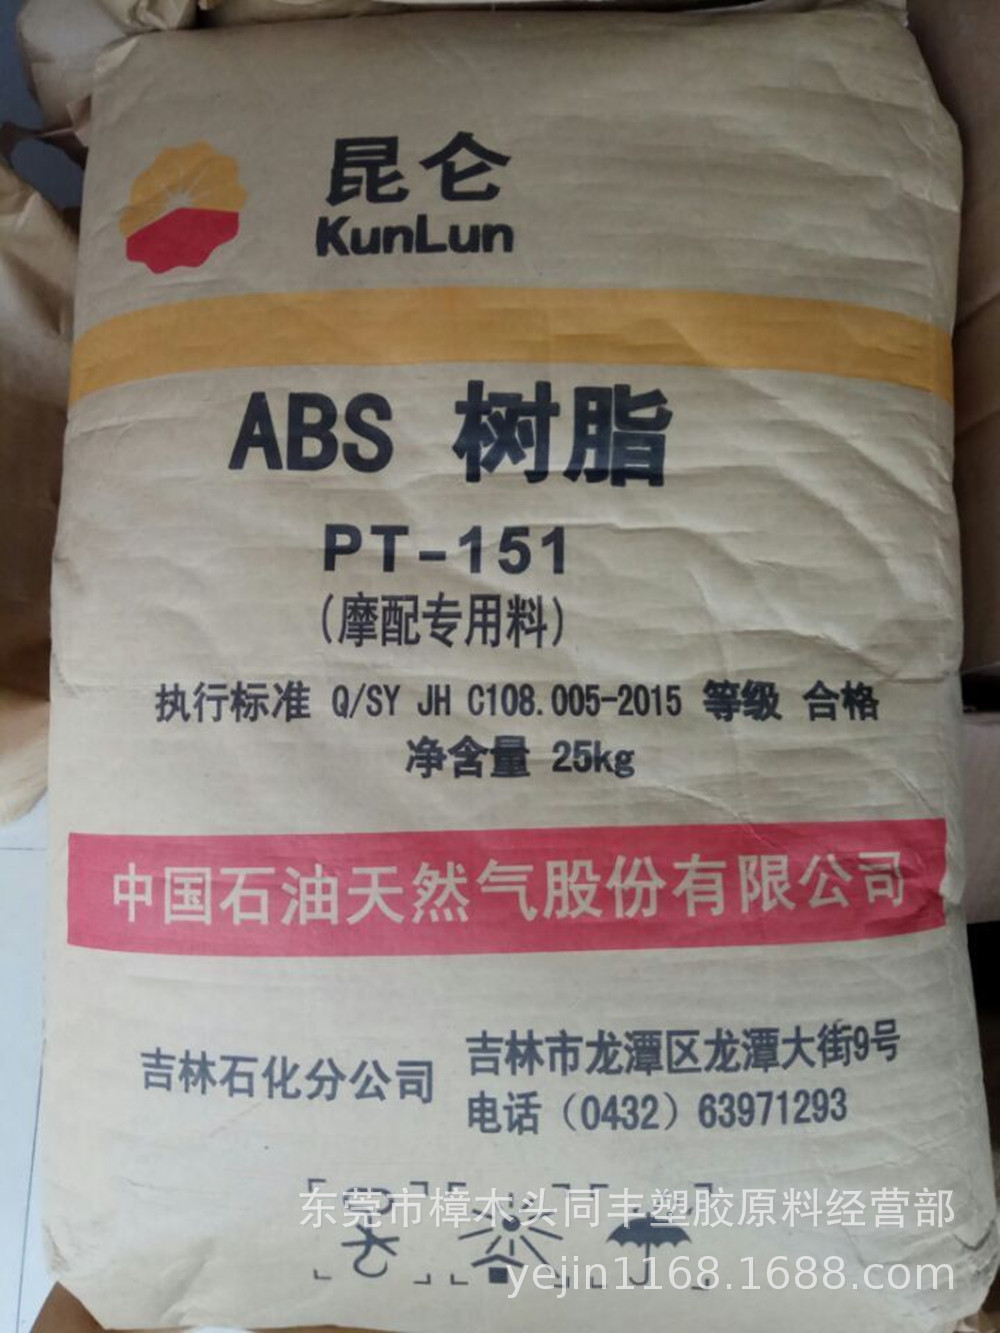 昆仑
KunLun
ABS 树脂
PT-151
(摩配专用料)
执行标准 Q/SY JH C108.005-2015 等级 合格
净含量 25kg
中国石油天然气股份有限公司
吉林石化分公司
吉林市龙潭区龙潭大街9号
电话（0432）63971293
东莞市樟木头同丰塑胶原料经营部
yejin1168.1688.com